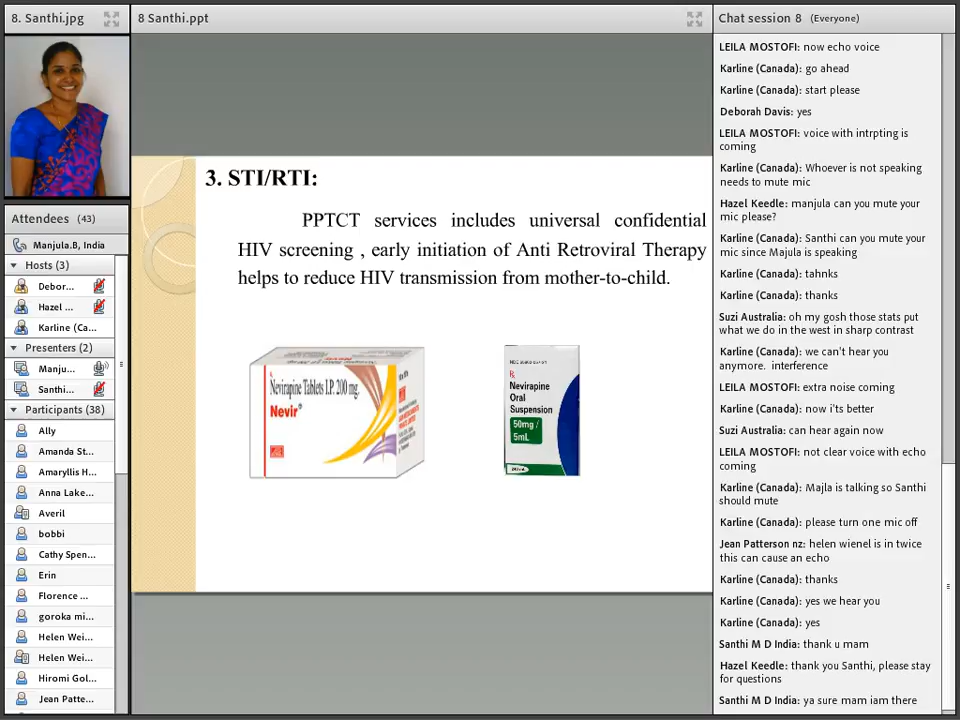 8. Santhi.jpg
Attendees (43)
Manjula.B, India
Hosts (3)
Debor...
Hazel ...
Karline (Ca...
Presenters (2)
Manju...
Santhi...
Participants (38)
Ally
Amanda St...
Amaryllis H...
Anna Lake...
Averil
bobbi
Cathy Spen...
Erin
Florence ...
goroka mi...
Helen Wei...
Helen Wei...
Hiromi Gol...
Jean Patte...
8 Santhi.ppt
3. STI/RTI:
PPTCT services includes universal confidential
HIV screening , early initiation of Anti Retroviral Therapy
helps to reduce HIV transmission from mother-to-child.
Nevirapine Tablets I.P. 200 mg.
Nevir
Nevirapine
Oral
Suspension
50mg /
5mL
Chat session 8 (Everyone)
LEILA MOSTOFI: now echo voice
Karline (Canada): go ahead
Karline (Canada): start please
Deborah Davis: yes
LEILA MOSTOFI: voice with intrpting is
coming
Karline (Canada): Whoever is not speaking
needs to mute mic
Hazel Keedle: manjula can you mute your
mic please?
Karline (Canada): Santhi can you mute your
mic since Majula is speaking
Karline (Canada): tahnks
Karline (Canada): thanks
Suzi Australia: oh my gosh those stats put
what we do in the west in sharp contrast
Karline (Canada): we can't hear you
anymore. interference
LEILA MOSTOFI: extra noise coming
Karline (Canada): now i'ts better
Suzi Australia: can hear again now
LEILA MOSTOFI: not clear voice with echo
coming
Karline (Canada): Majla is talking so Santhi
should mute
Karline (Canada): please turn one mic off
Jean Patterson nz: helen wienel is in twice
this can cause an echo
Karline (Canada): thanks
Karline (Canada): yes we hear you
Karline (Canada): yes
Santhi M D India: thank u mam
Hazel Keedle: thank you Santhi, please stay
for questions
Santhi M D India: ya sure mam iam there